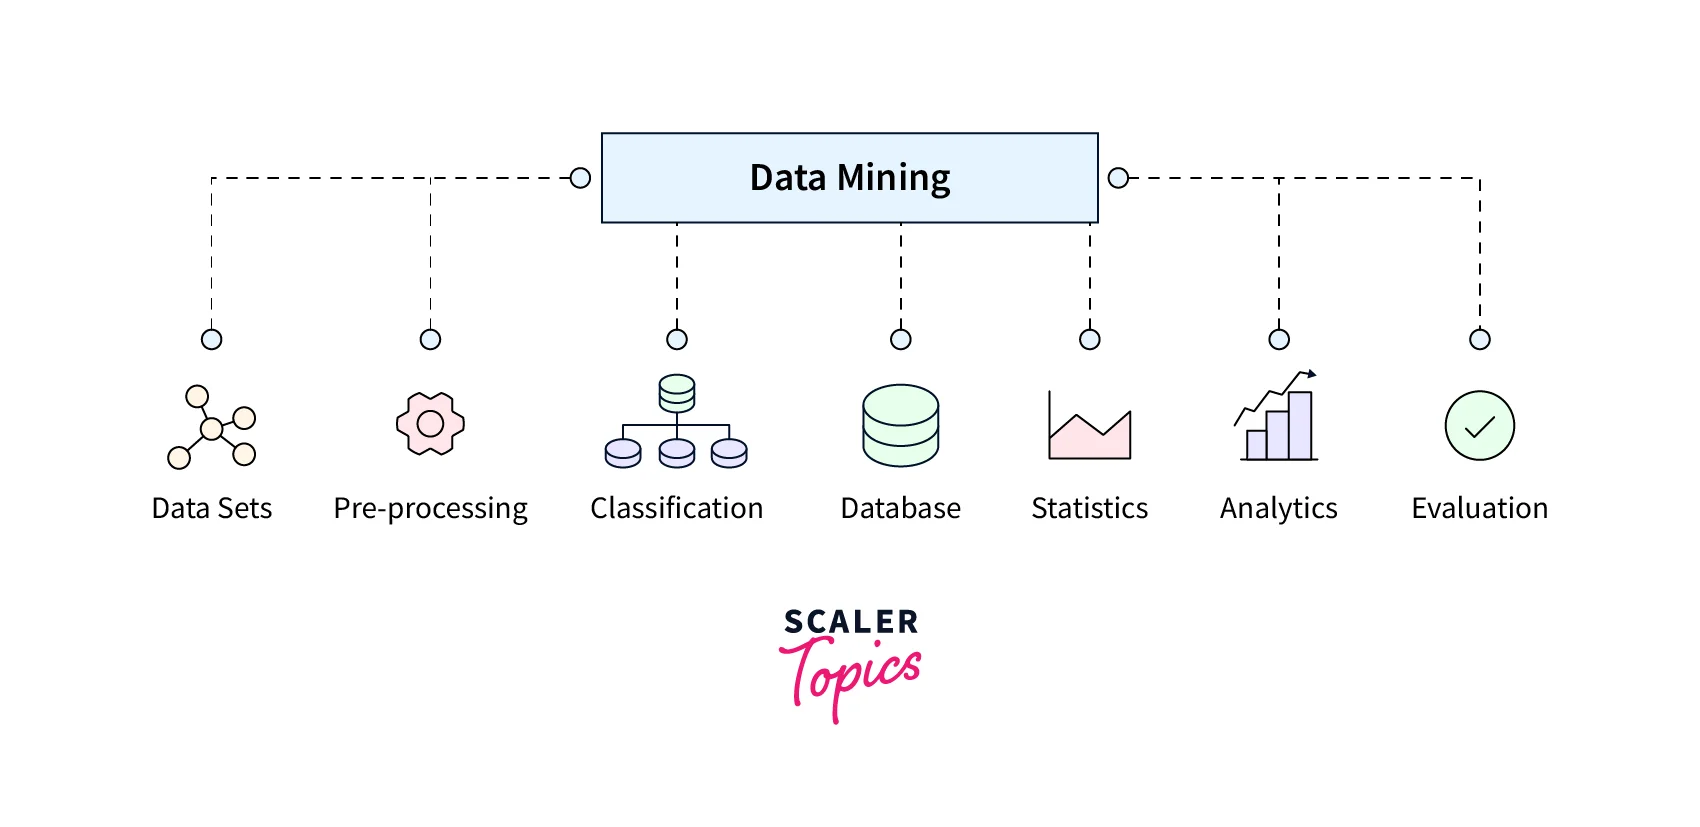 Data Mining
Data Sets
Pre-processing
Classification
Database
Statistics
Analytics
Evaluation
SCALER
Topics